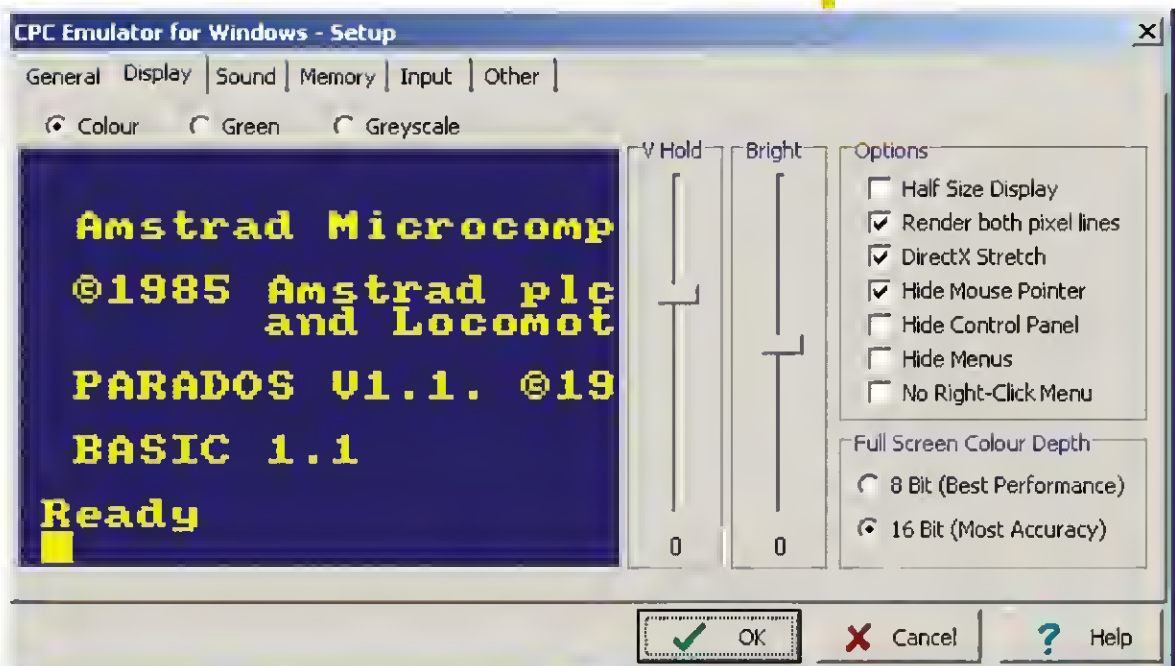 CPC Emulator for Windows - Setup
General Display Sound Memory Input Other
Colour Green Greyscale
Amstrad Microcomp
©1985 Amstrad plc
and Locomot
PARADOS V1.1. ©19
BASIC 1.1
Ready
V Hold
0
Bright
0
Options
Half Size Display
Render both pixel lines
DirectX Stretch
Hide Mouse Pointer
Hide Control Panel
Hide Menus
No Right-Click Menu
Full Screen Colour Depth
8 Bit (Best Performance)
16 Bit (Most Accuracy)
OK Cancel ? Help